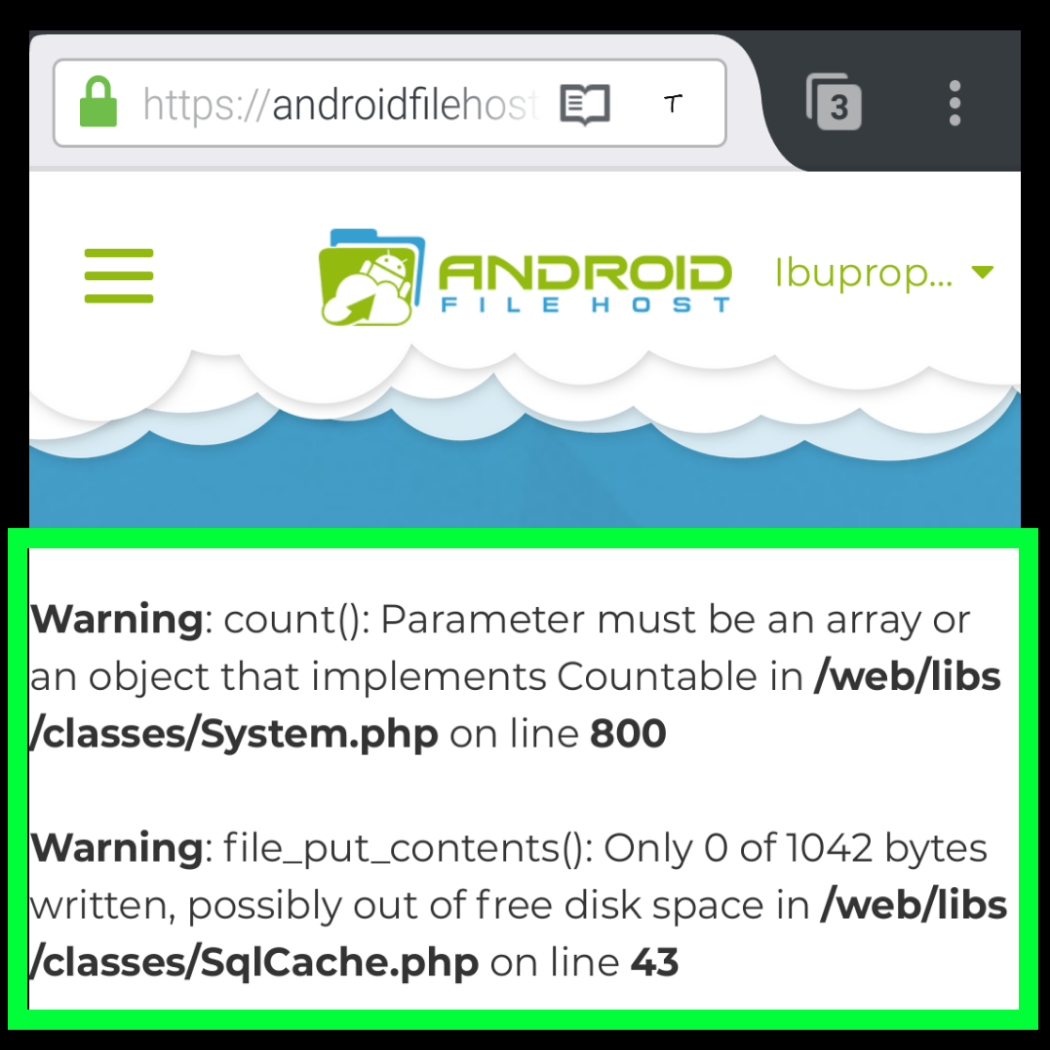 https://androidfilehost T 3
ANDROID
FILE HOST
Ibuprop...
Warning: count(): Parameter must be an array or
an object that implements Countable in /web/libs
/classes/System.php on line 800
Warning: file_put_contents(): Only 0 of 1042 bytes
written, possibly out of free disk space in /web/libs
/classes/SqlCache.php on line 43